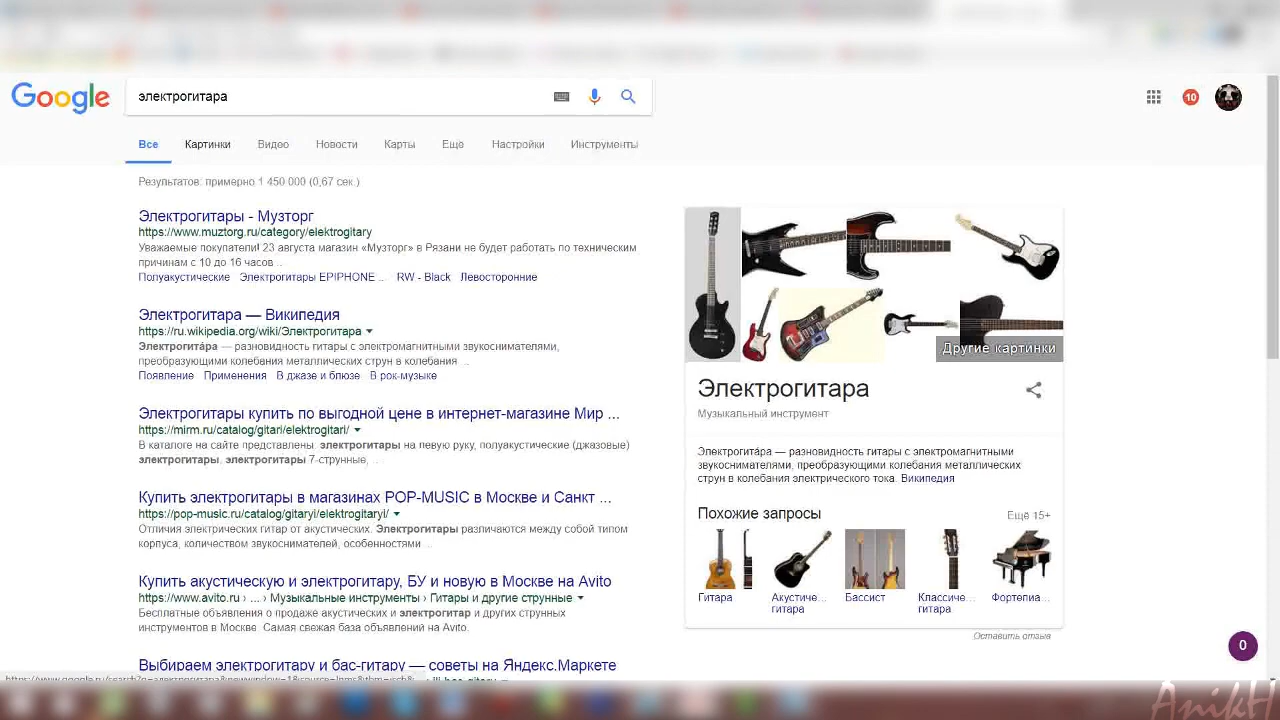 Google
электрогитара
10
Все Картинки Видео Новости Карты Ещё Настройки Инструменты
Результатов: примерно 1 450 000 (0,67 сек.)
Электрогитары - Музторг
https://www.muztorg.ru/category/elektrogitary
Уважаемые покупатели! 23 августа магазин «Музторг» в Рязани не будет работать по техническим
причинам с 10 до 16 часов ..
Полуакустические Электрогитары EPIPHONE .. RW - Black Левосторонние
Электрогитара — Википедия
https://ru.wikipedia.org/wiki/Электрогитара
Электрогита́ра — разновидность гитары с электромагнитными звукоснимателями,
преобразующими колебания металлических струн в колебания ..
Появление Применения В джазе и блюзе В рок-музыке
Электрогитары купить по выгодной цене в интернет-магазине Мир ...
https://mirm.ru/catalog/gitari/elektrogitari/
В каталоге на сайте представлены: электрогитары на левую руку, полуакустические (джазовые)
электрогитары, электрогитары 7-струнные, ..
Купить электрогитары в магазинах POP-MUSIC в Москве и Санкт ...
https://pop-music.ru/catalog/gitaryi/elektrogitaryi/
Отличия электрических гитар от акустических. Электрогитары различаются между собой типом
корпуса, количеством звукоснимателей, особенностями ..
Купить акустическую и электрогитару, БУ и новую в Москве на Avito
https://www.avito.ru › ... › Музыкальные инструменты › Гитары и другие струнные
Бесплатные объявления о продаже акустических и электрогитар и других струнных
инструментов в Москве. Самая свежая база объявлений на Avito.
Выбираем электрогитару и бас-гитару — советы на Яндекс.Маркете
Другие картинки
Электрогитара
Музыкальный инструмент
Электрогита́ра — разновидность гитары с электромагнитными
звукоснимателями, преобразующими колебания металлических
струн в колебания электрического тока. Википедия
Похожие запросы Ещё 15+
Гитара Акустиче... Бассист Классиче... Фортепиа...
гитара гитара
Оставить отзыв
0
AnikH